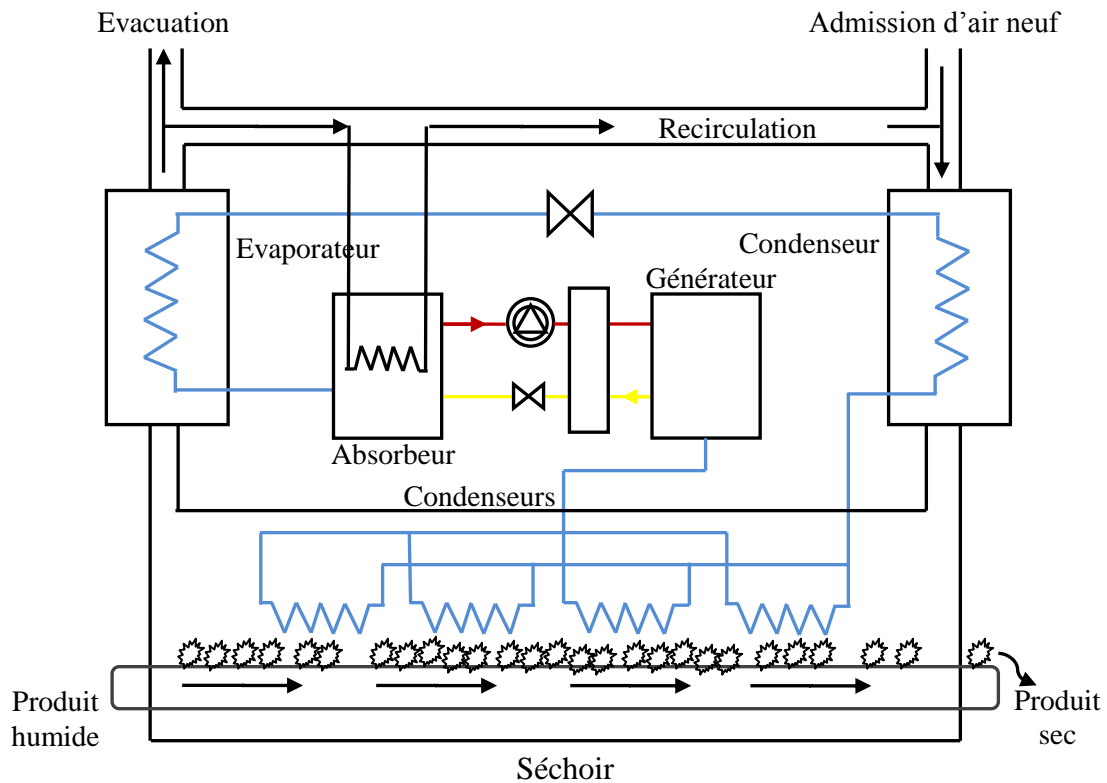 Evacuation
Admission d’air neuf
Recirculation
Evaporateur
Condenseur
Générateur
Absorbeur
Condenseurs
Produit
humide
Produit
sec
Séchoir